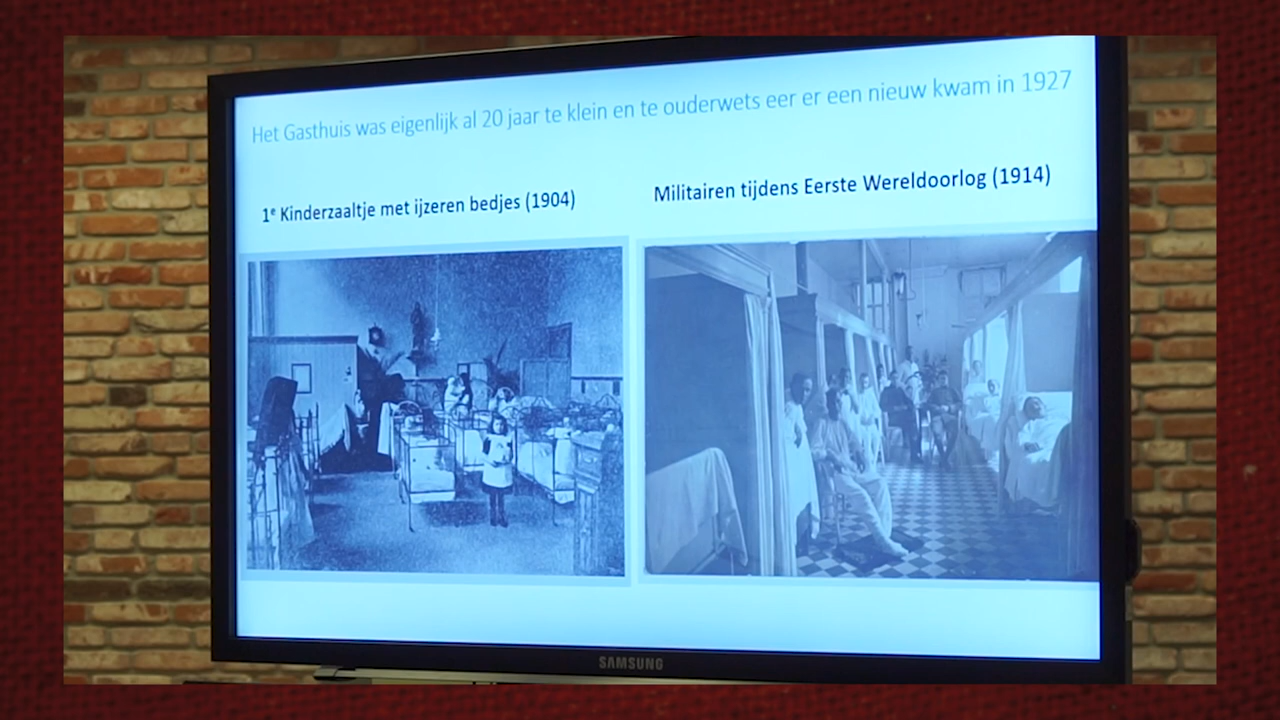 Het Gasthuis was eigenlijk al 20 jaar te klein en te ouderwets eer er een nieuw kwam in 1927
1e Kinderzaaltje met ijzeren bedjes (1904)
Militairen tijdens Eerste Wereldoorlog (1914)
SAMSUNG